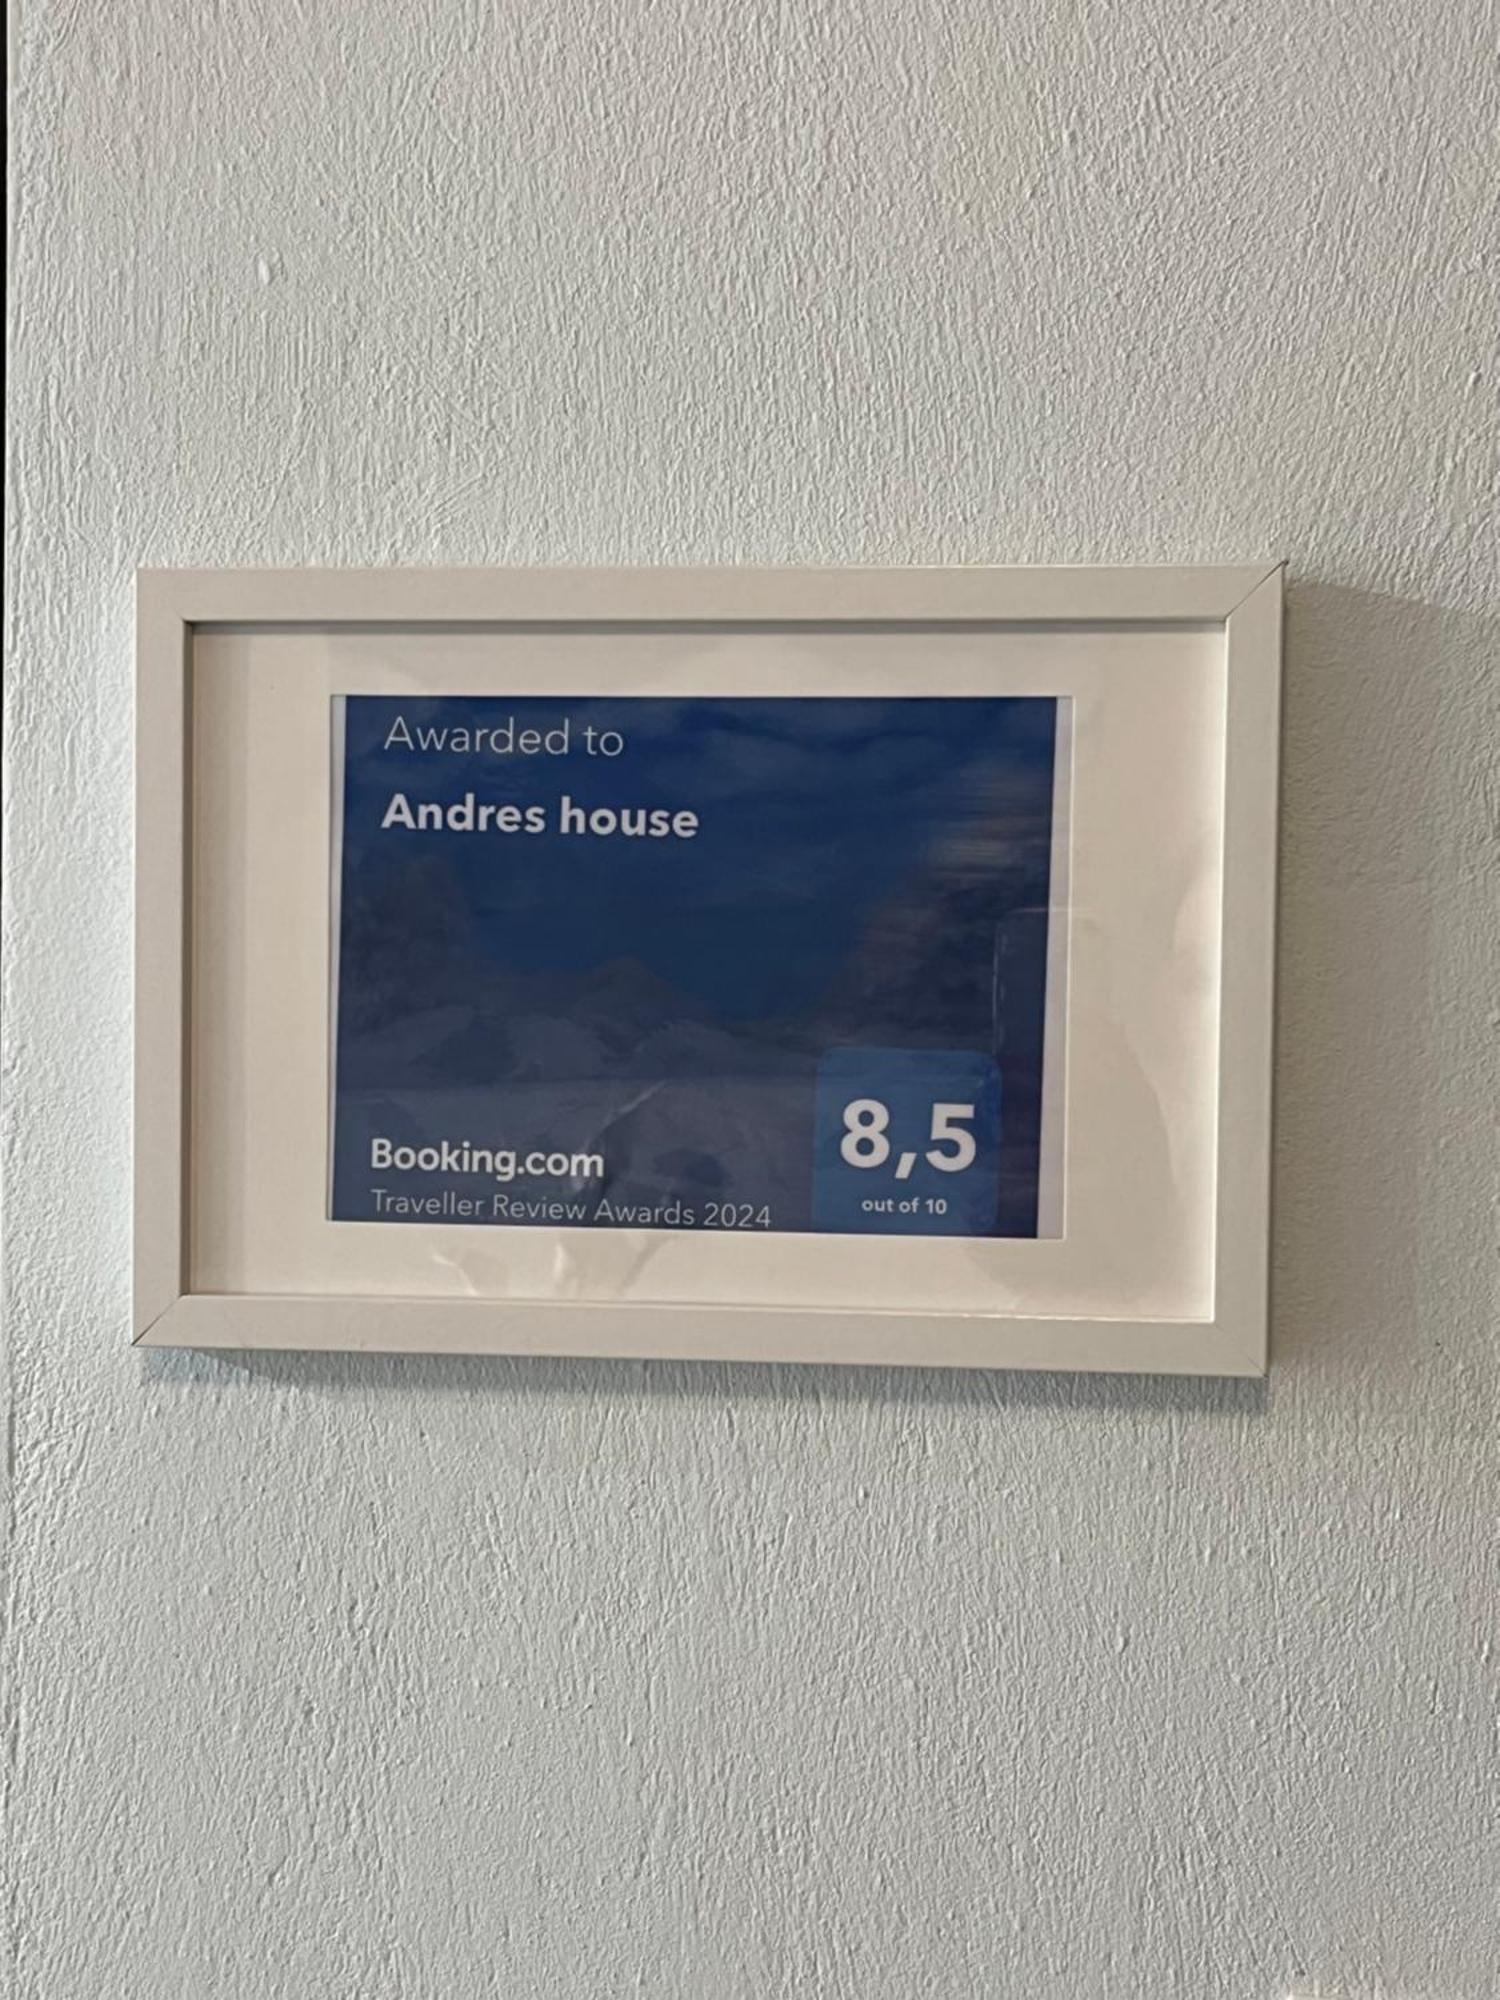 Awarded to
Andres house
8,5
out of 10
Booking.com
Traveller Review Awards 2024